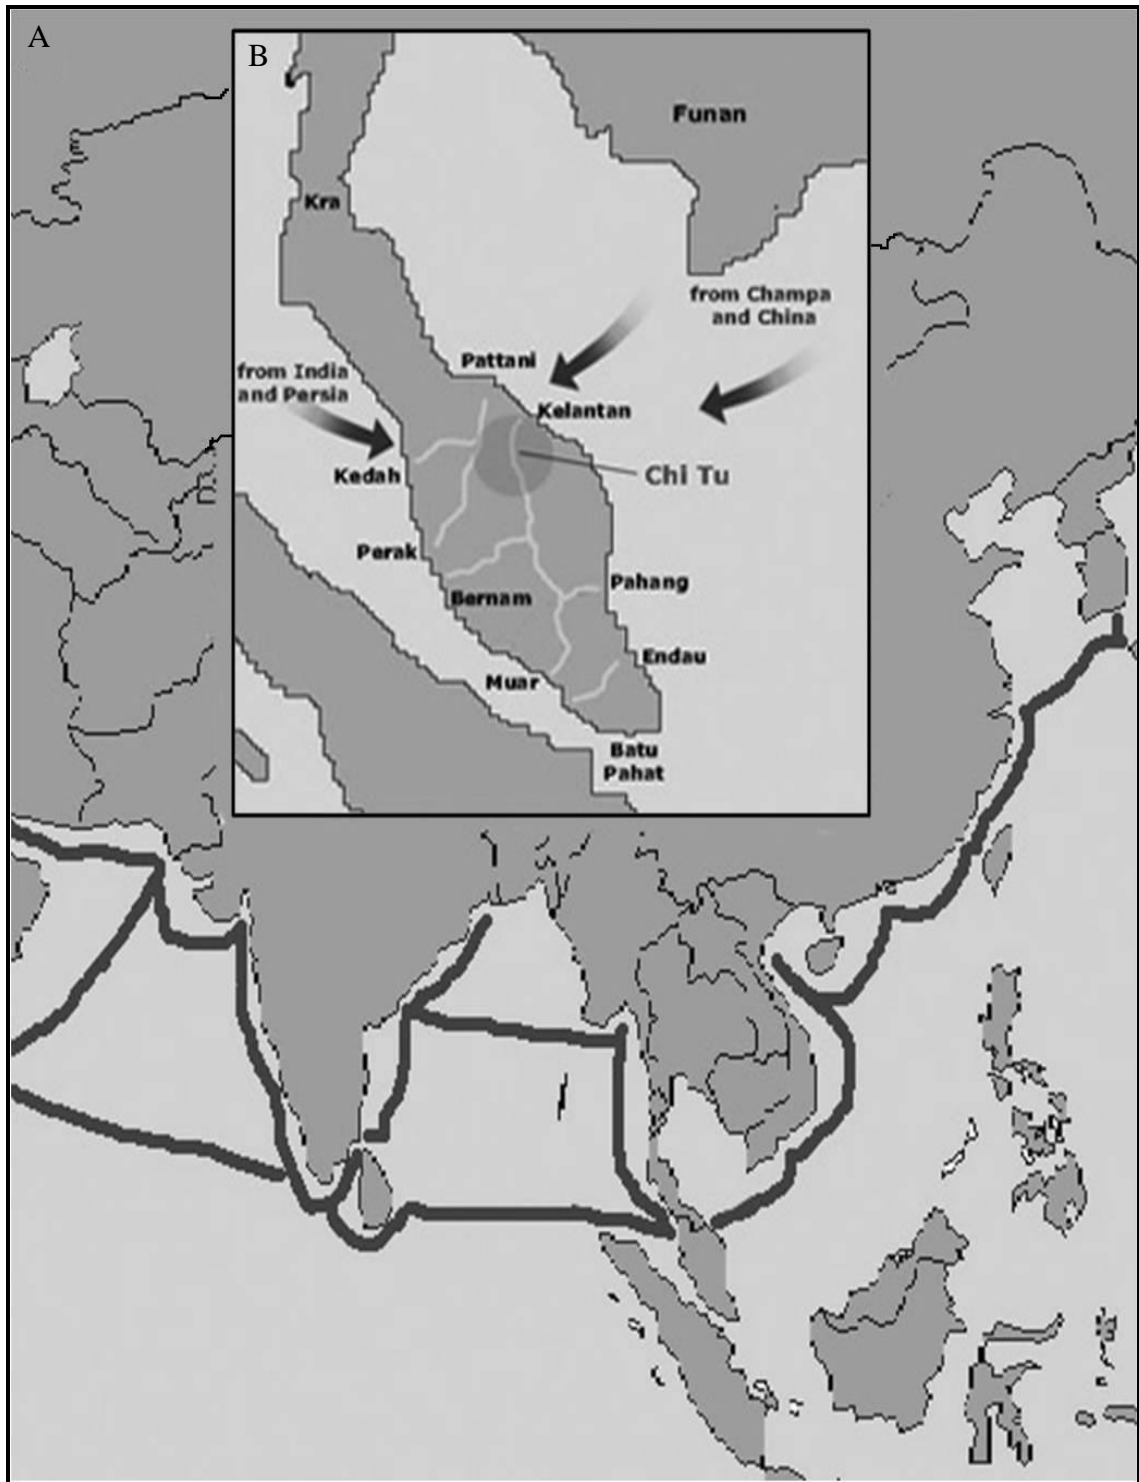 A
B
Funan
Kra
from Champa
and China
Pattani
from India
and Persia
Kelantan
Kedah
Chi Tu
Perak
Pahang
Bernam
Endau
Muar
Batu
Pahat